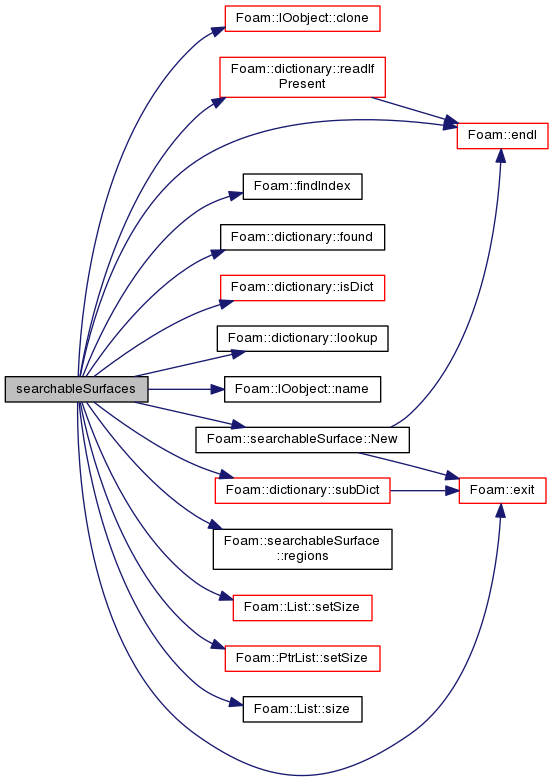 Foam::IOobject::clone
Foam::dictionary::readIf
Present
Foam::endl
Foam::findIndex
Foam::dictionary::found
Foam::dictionary::isDict
Foam::dictionary::lookup
searchableSurfaces
Foam::IOobject::name
Foam::searchableSurface::New
Foam::dictionary::subDict
Foam::exit
Foam::searchableSurface
::regions
Foam::List::setSize
Foam::PtrList::setSize
Foam::List::size